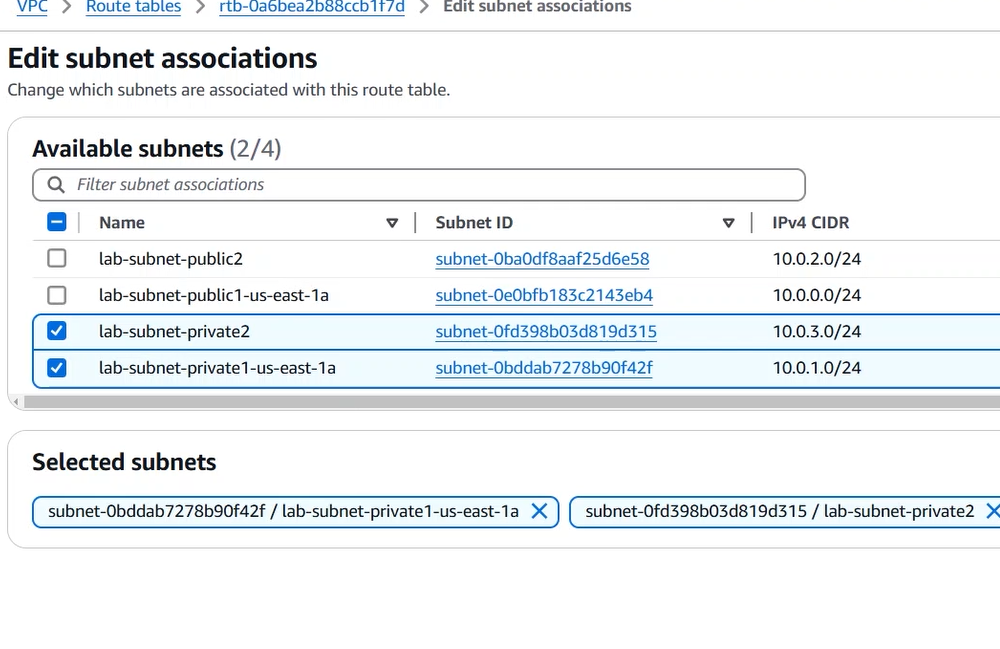 VPC > Route tables > rtb-0a6bea2b88ccb1f7d > Edit subnet associations
Edit subnet associations
Change which subnets are associated with this route table.
Available subnets (2/4)
Filter subnet associations
Name Subnet ID IPv4 CIDR
lab-subnet-public2 subnet-0ba0df8aaf25d6e58 10.0.2.0/24
lab-subnet-public1-us-east-1a subnet-0e0bfb183c2143eb4 10.0.0.0/24
lab-subnet-private2 subnet-0fd398b03d819d315 10.0.3.0/24
lab-subnet-private1-us-east-1a subnet-0bddab7278b90f42f 10.0.1.0/24
Selected subnets
subnet-0bddab7278b90f42f / lab-subnet-private1-us-east-1a subnet-0fd398b03d819d315 / lab-subnet-private2